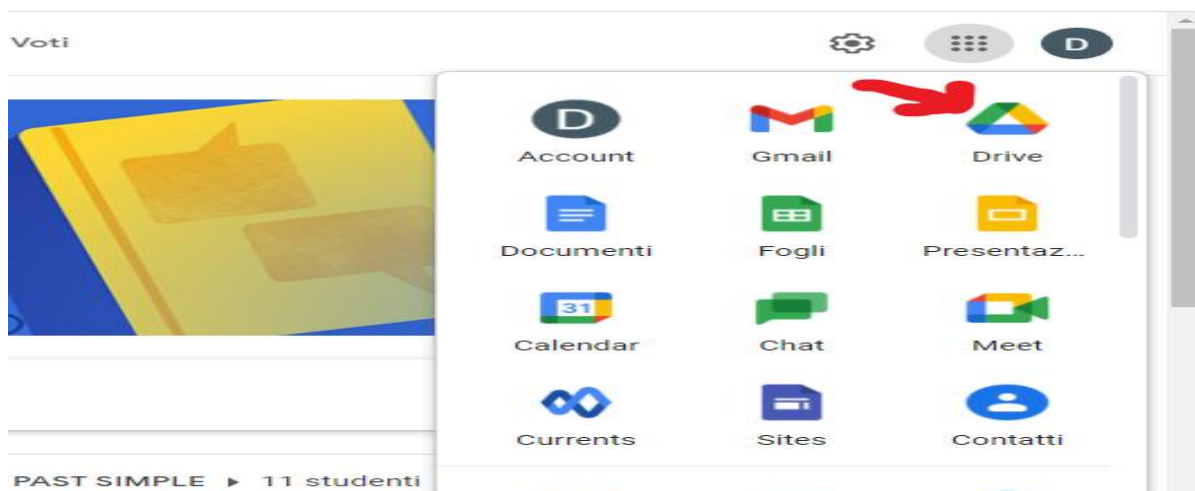 Voti
D
D
Account
Gmail
Drive
Documenti
Fogli
Presentaz...
31
Calendar
Chat
Meet
Currents
Sites
Contatti
PAST SIMPLE ▸ 11 studenti